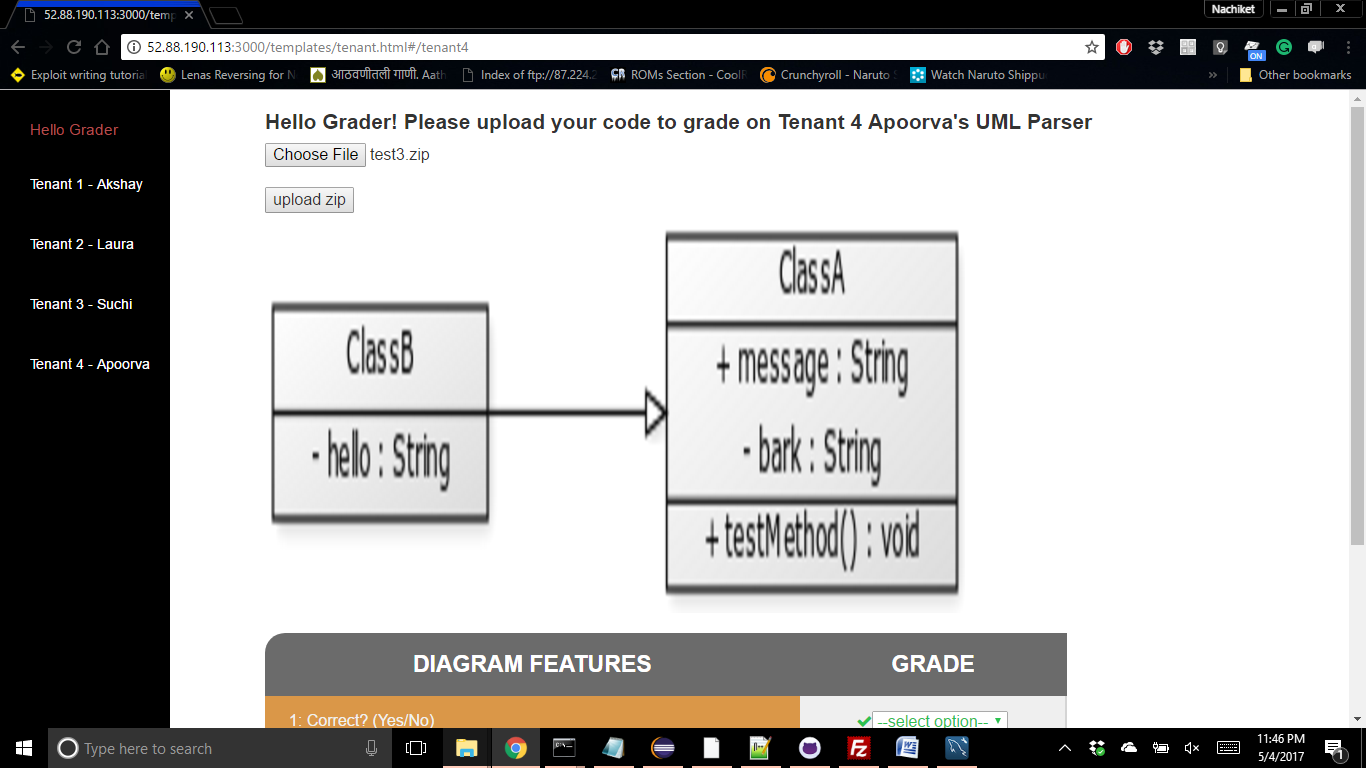 Nachiket
52.88.190.113:3000/temp
52.88.190.113:3000/templates/tenant.html#/tenant4
ON
Exploit writing tutorial
Lenas Reversing for N
आठवणीतली गाणी. Aath
Index of ftp://87.224.2
ROMs Section - CoolR
Crunchyroll - Naruto S
Watch Naruto Shippu
»
Other bookmarks
Hello Grader
Tenant 1 - Akshay
Tenant 2 - Laura
Tenant 3 - Suchi
Tenant 4 - Apoorva
Hello Grader! Please upload your code to grade on Tenant 4 Apoorva's UML Parser
Choose File test3.zip
upload zip
ClassB
- hello : String
ClassA
+ message : String
- bark : String
+ testMethod() : void
DIAGRAM FEATURES GRADE
1: Correct? (Yes/No) --select option--
Type here to search
11:46 PM
5/4/2017
1